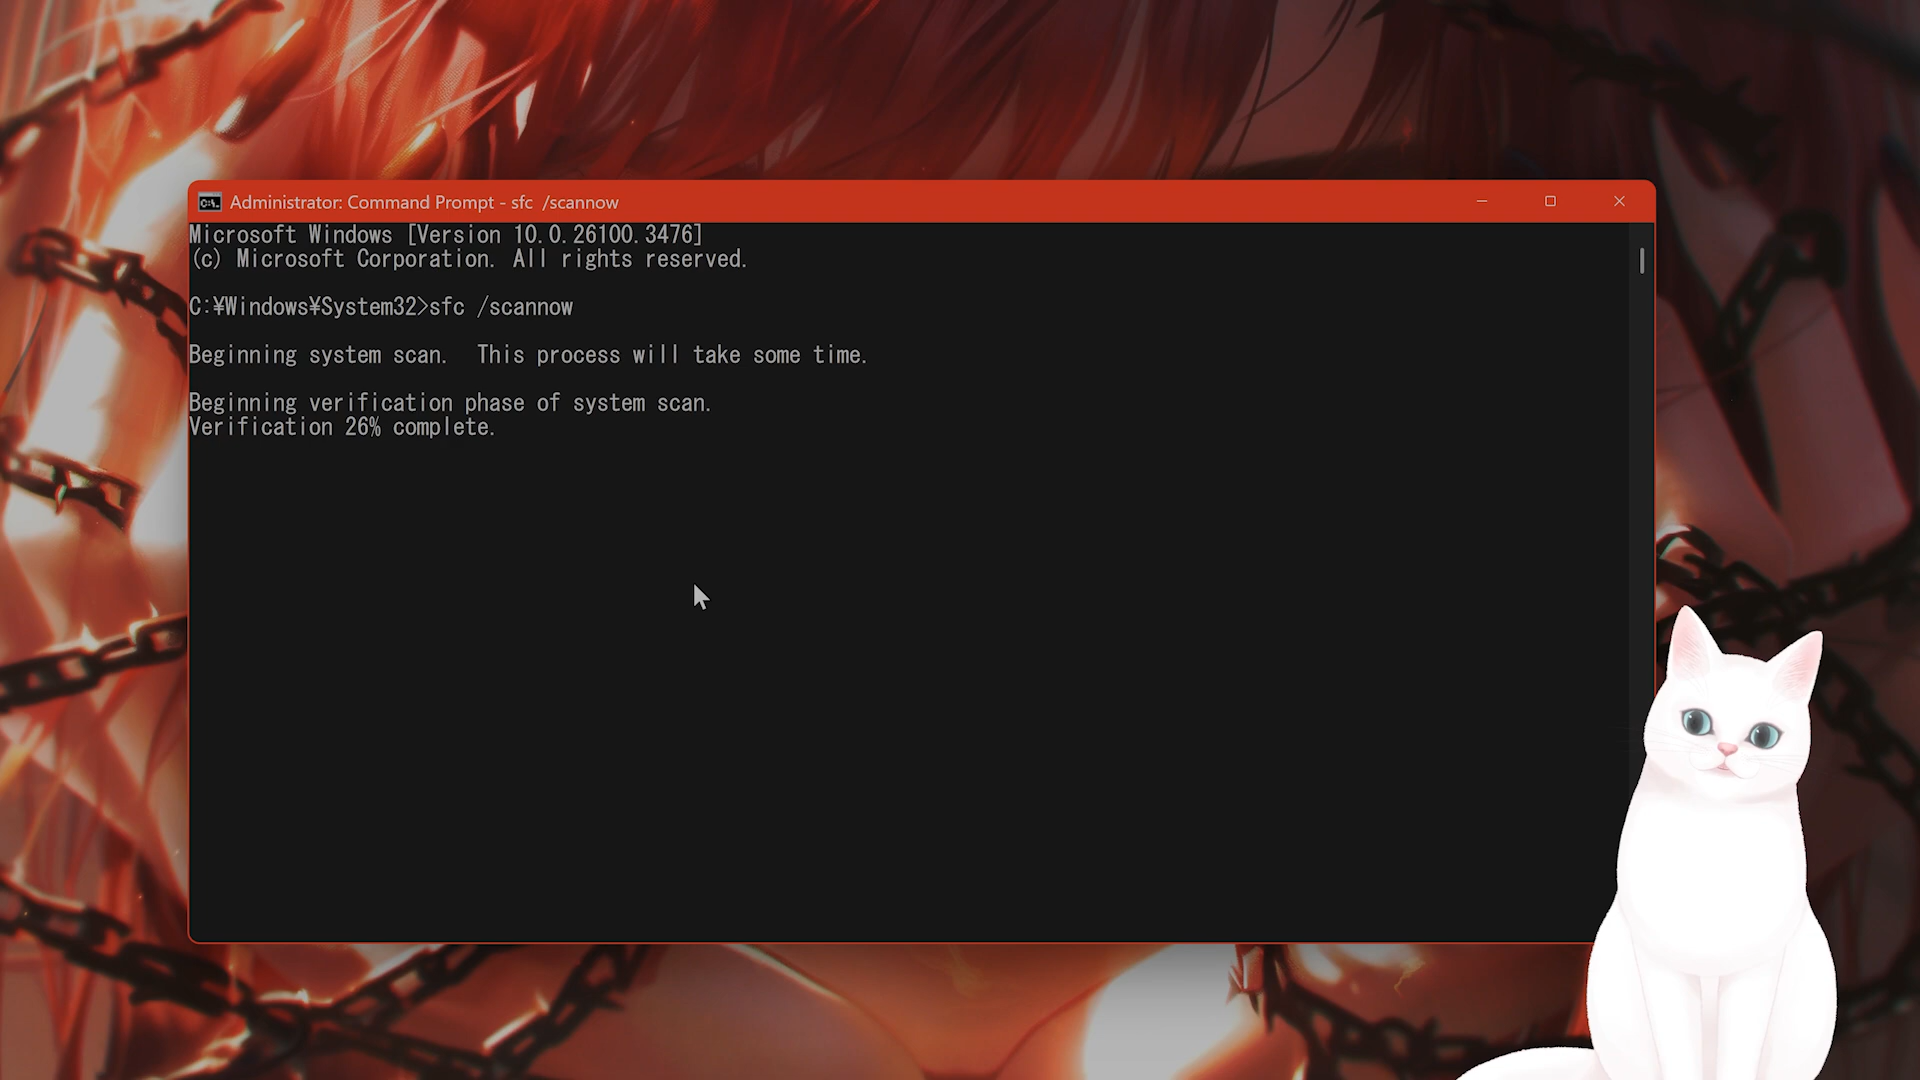 Administrator: Command Prompt - sfc  /scannow
Microsoft Windows [Version 10.0.26100.3476]
(c) Microsoft Corporation. All rights reserved.
C:¥Windows¥System32>sfc /scannow
Beginning system scan.  This process will take some time.
Beginning verification phase of system scan.
Verification 26% complete.